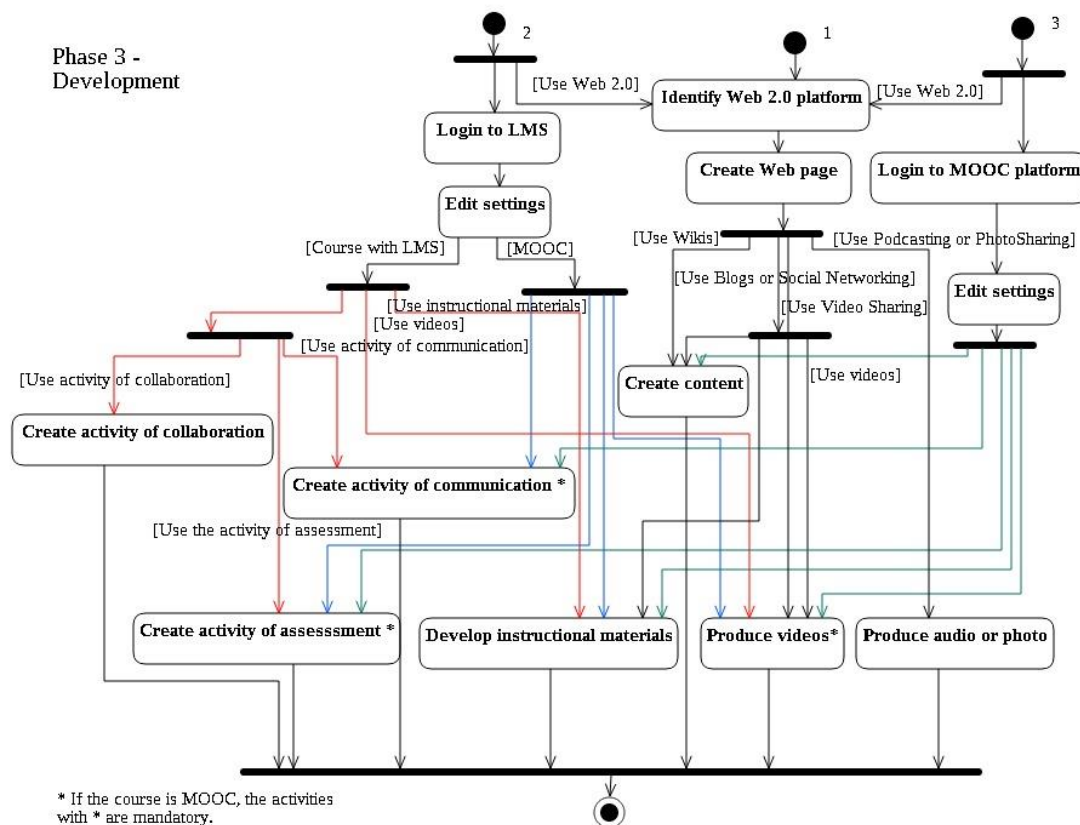 2
1
3
Phase 3 -
Development
[Use Web 2.0]
Identify Web 2.0 platform
[Use Web 2.0]
Login to LMS
Create Web page
Login to MOOC platform
Edit settings
[Course with LMS]
[MOOC]
[Use Wikis]
[Use Podcasting or PhotoSharing]
[Use Blogs or Social Networking]
Edit settings
[Use instructional materials]
[Use Video Sharing]
[Use videos]
[Use activity of communication]
[Use activity of collaboration]
Create content
[Use videos]
Create activity of collaboration
Create activity of communication *
[Use the activity of assessment]
Create activity of assesssment *
Develop instructional materials
Produce videos*
Produce audio or photo
* If the course is MOOC, the activities
with * are mandatory.